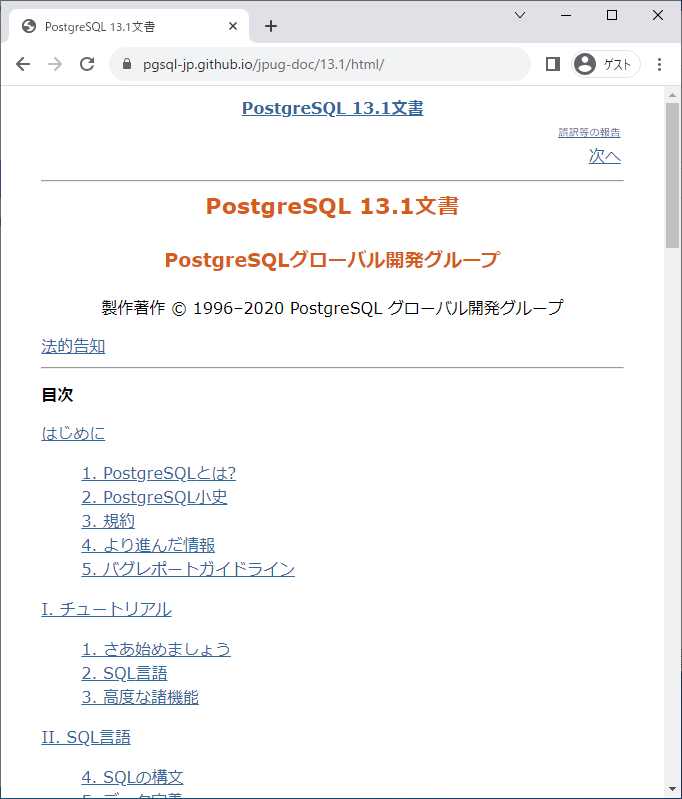 PostgreSQL 13.1文書
pgsql-jp.github.io/jpug-doc/13.1/html/
ゲスト
PostgreSQL 13.1文書
誤訳等の報告
次へ
PostgreSQL 13.1文書
PostgreSQLグローバル開発グループ
製作著作 © 1996–2020 PostgreSQL グローバル開発グループ
法的告知
目次
はじめに
1. PostgreSQLとは?
2. PostgreSQL小史
3. 規約
4. より進んだ情報
5. バグレポートガイドライン
I. チュートリアル
1. さあ始めましょう
2. SQL言語
3. 高度な諸機能
II. SQL言語
4. SQLの構文
5. データ定義